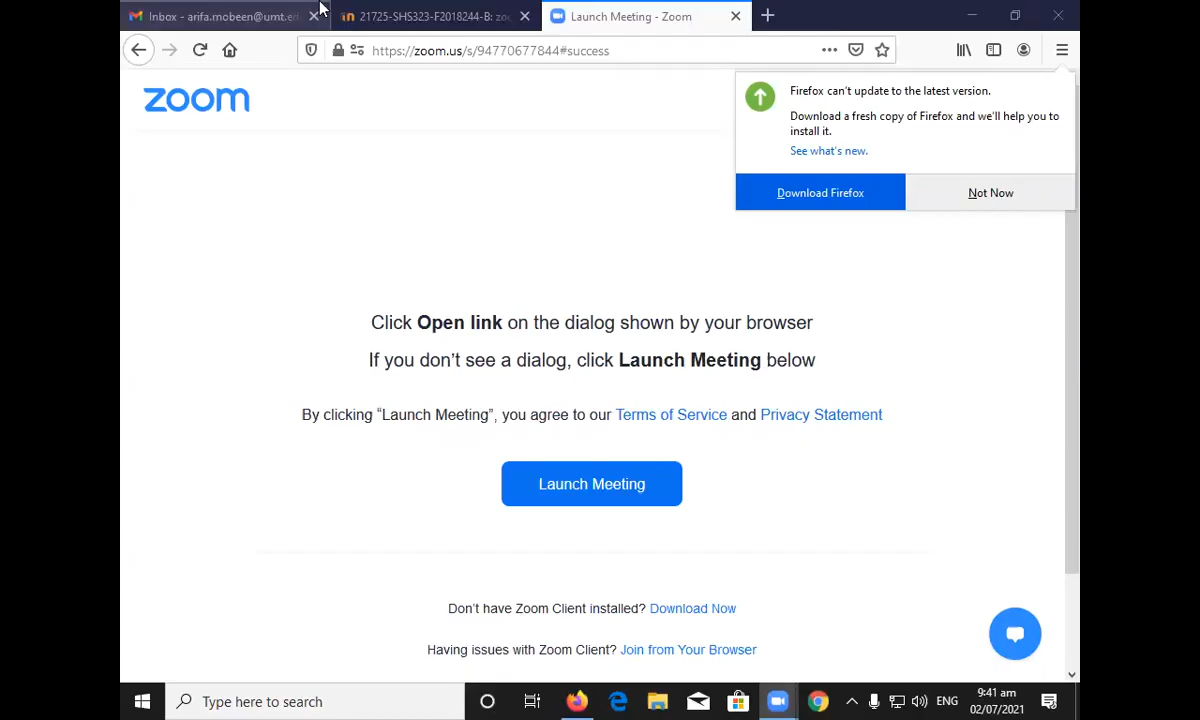 Inbox - arifa.mobeen@umt.e
21725-SHS323-F2018244-B: zo
Launch Meeting - Zoom
https://zoom.us/s/94770677844#success
zoom
Firefox can't update to the latest version.
Download a fresh copy of Firefox and we'll help you to
install it.
See what's new.
Download Firefox
Not Now
Click Open link on the dialog shown by your browser
If you don't see a dialog, click Launch Meeting below
By clicking “Launch Meeting”, you agree to our Terms of Service and Privacy Statement
Launch Meeting
Don't have Zoom Client installed? Download Now
Having issues with Zoom Client? Join from Your Browser
Type here to search
ENG
9:41 am
02/07/2021